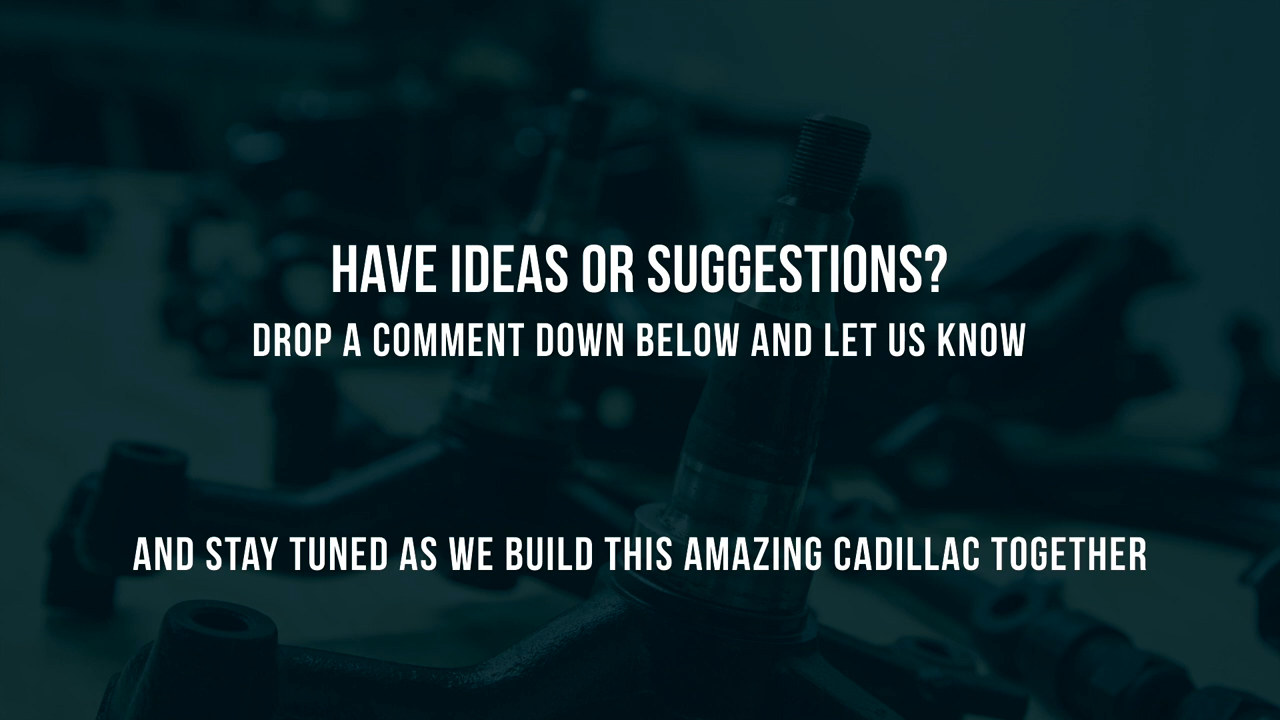 HAVE IDEAS OR SUGGESTIONS?
DROP A COMMENT DOWN BELOW AND LET US KNOW
AND STAY TUNED AS WE BUILD THIS AMAZING CADILLAC TOGETHER